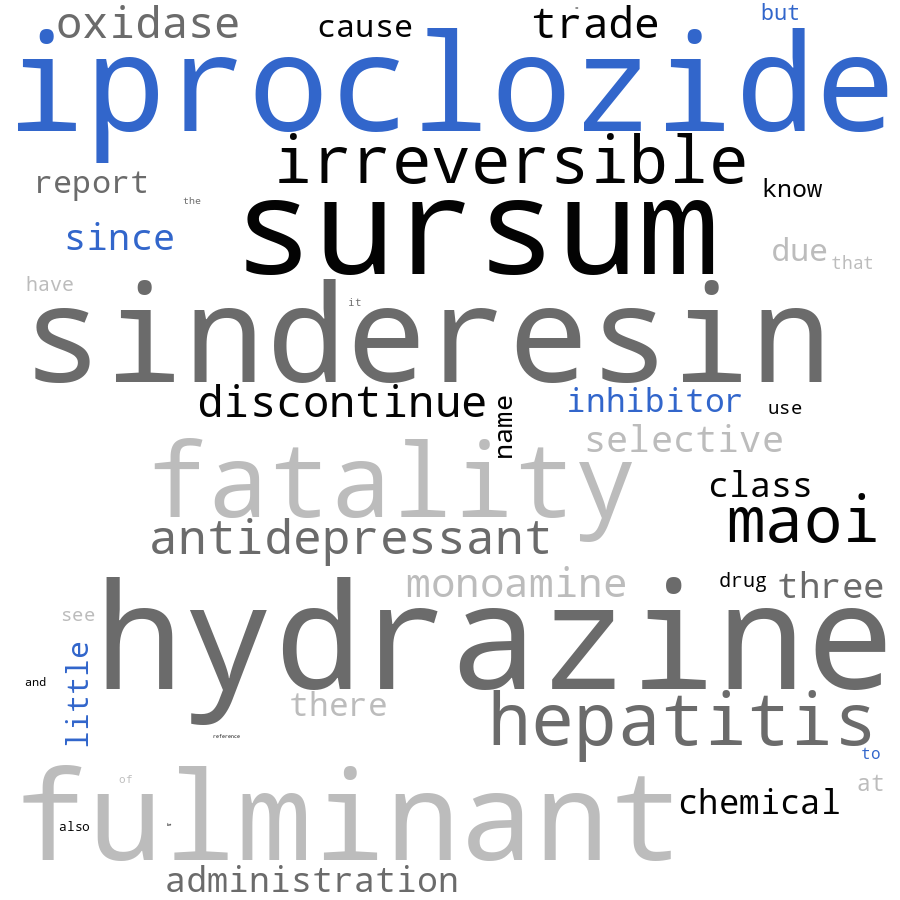 oxidase cause trade but
iproclozide
irreversible
report know
the
sursum
since due that
have
sinderesin
it
discontinue name inhibitor use
selective
fatality
class
maoi
antidepressant
monoamine drug three
see
hydrazine
little
and
there
hepatitis
reference
to
fulminant
of at
chemical
also
administration